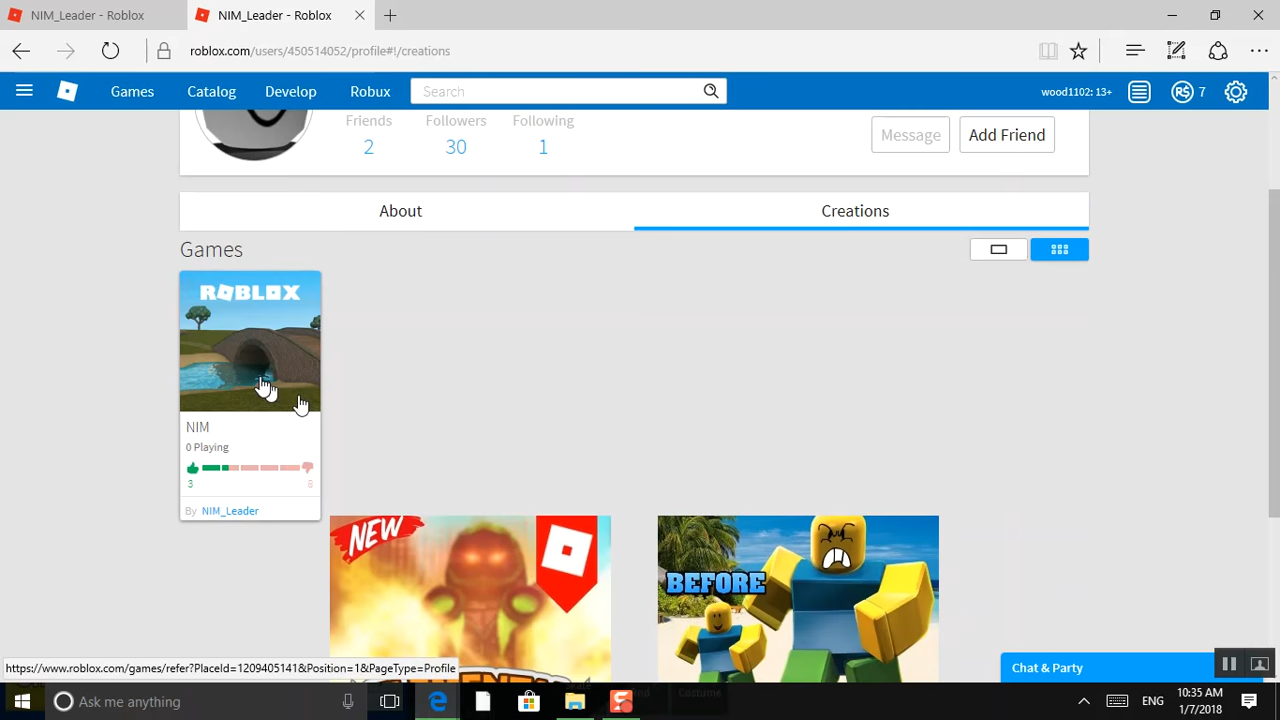 NIM_Leader - Roblox
NIM_Leader - Roblox
roblox.com/users/450514052/profile#!/creations
Games
Catalog
Develop
Robux
Search
wood1102: 13+
R$ 7
Friends
Followers
Following
2
30
1
Message
Add Friend
About
Creations
Games
ROBLOX
NIM
0 Playing
3
8
By NIM_Leader
NEW
BEFORE
https://www.roblox.com/games/refer?PlaceId=1209405141&Position=1&PageType=Profile
Chat & Party
Ask me anything
Costume
ENG
10:35 AM
1/7/2018